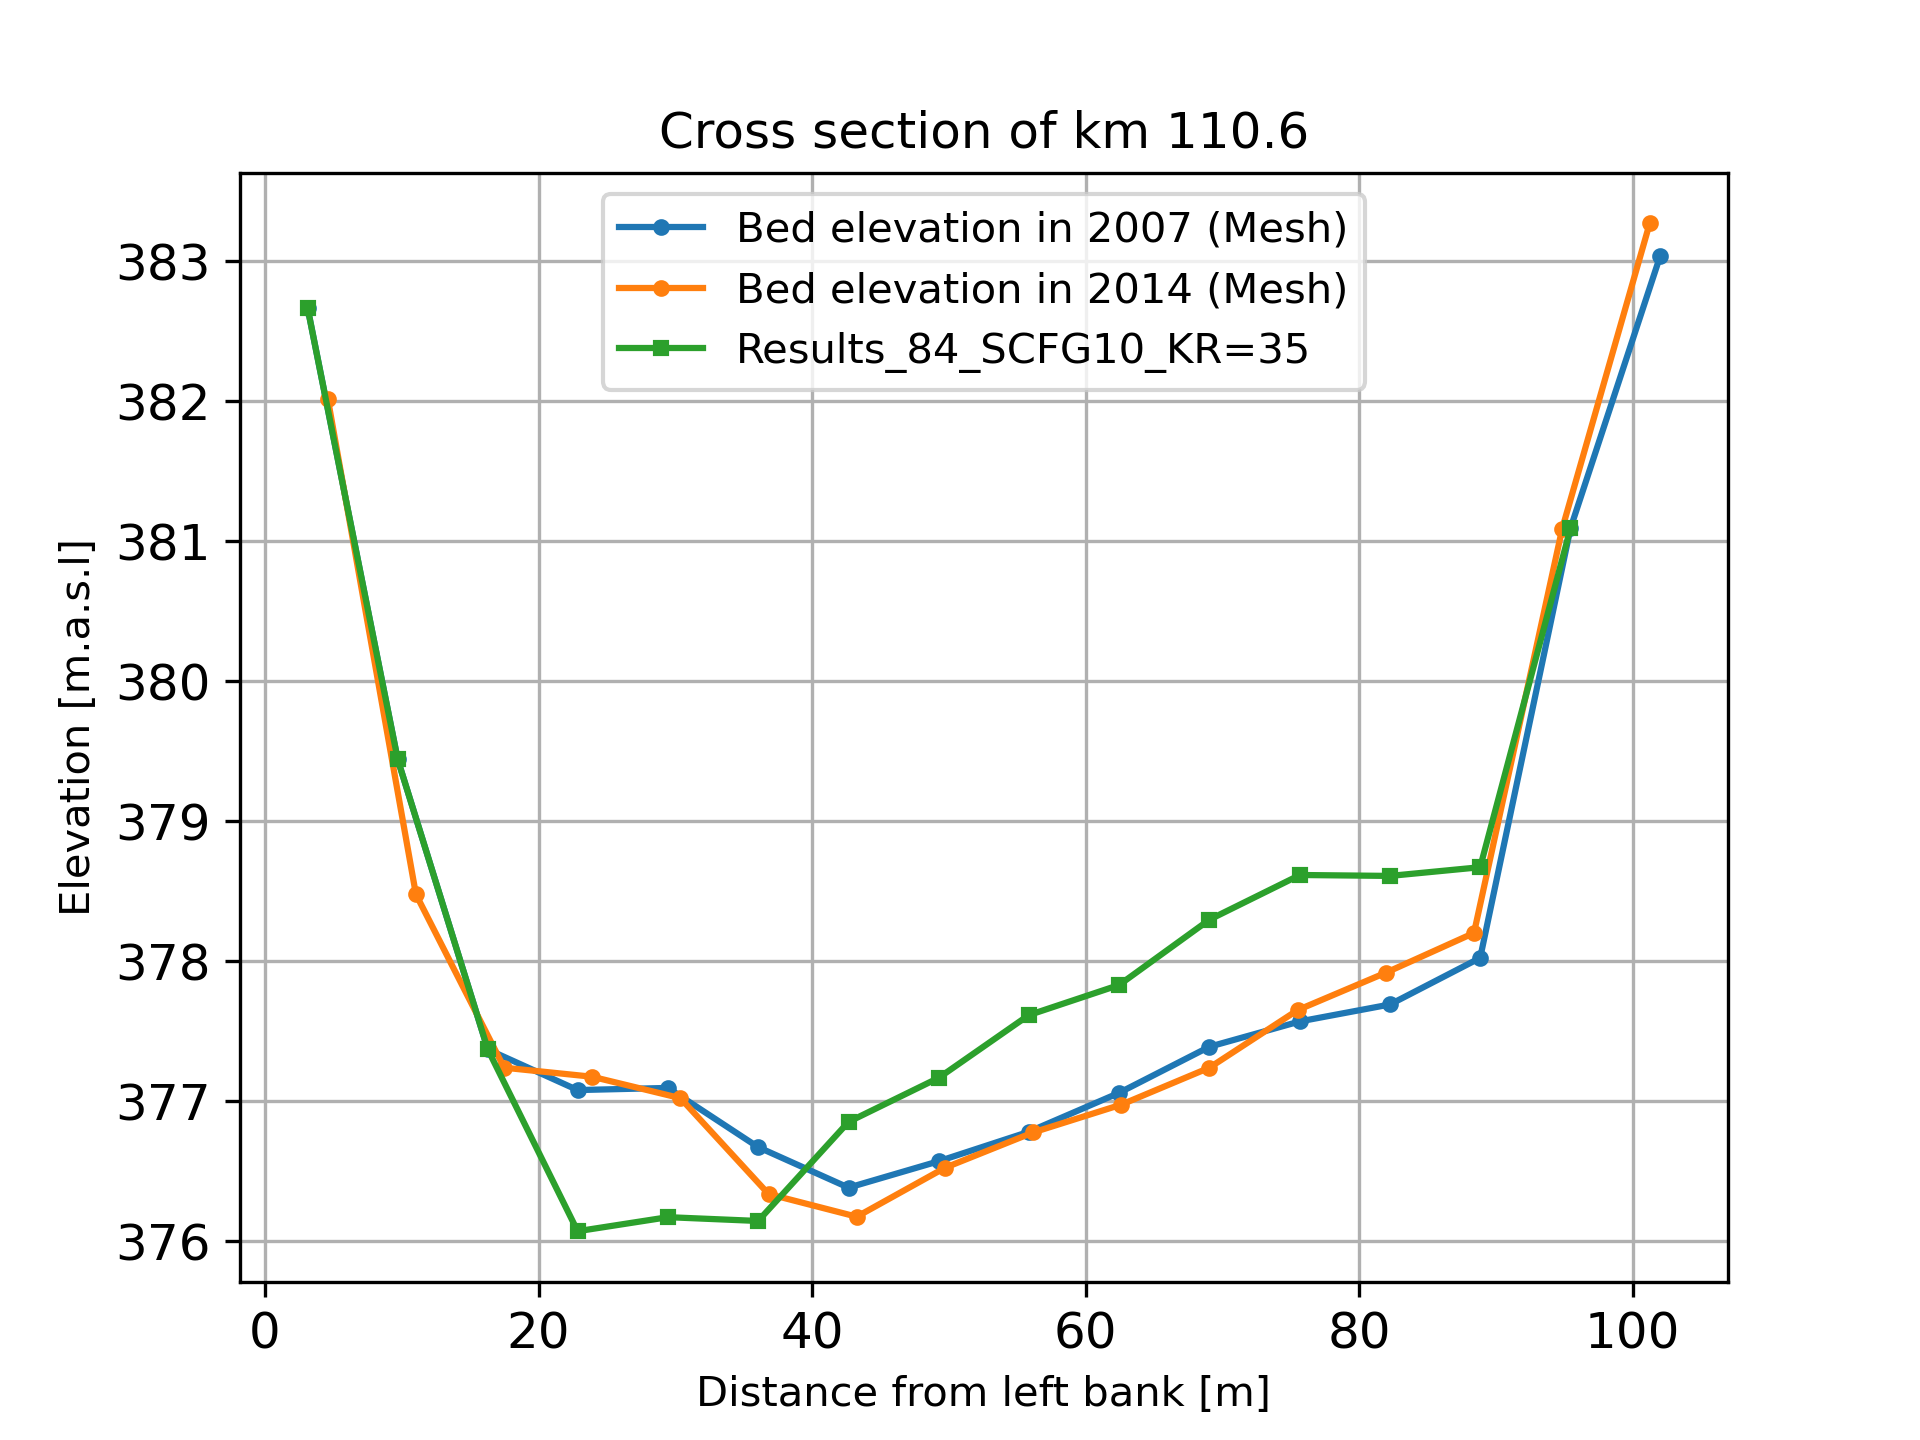 Cross section of km 110.6
Bed elevation in 2007 (Mesh)
Bed elevation in 2014 (Mesh)
Results_84_SCFG10_KR=35
383
382
381
380
379
378
377
376
Elevation [m.a.s.l]
0 20 40 60 80 100
Distance from left bank [m]